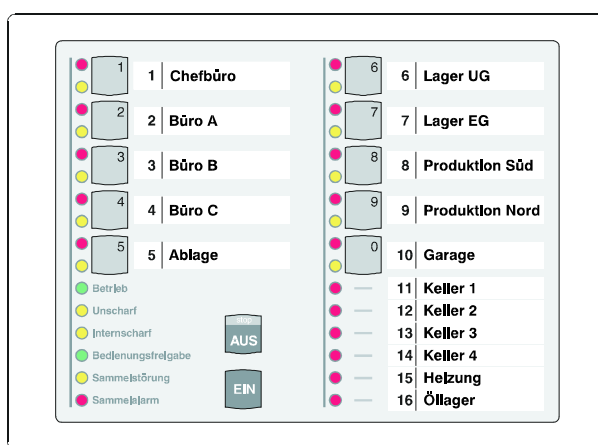 1
1 Chefbüro
2
2 Büro A
3
3 Büro B
4
4 Büro C
5
5 Ablage
Betrieb
Unscharf
Internscharf
Bedienungsfreigabe
Sammelstörung
Sammelalarm
stop
AUS
EIN
6
6 Lager UG
7
7 Lager EG
8
8 Produktion Süd
9
9 Produktion Nord
0
10 Garage
11 Keller 1
12 Keller 2
13 Keller 3
14 Keller 4
15 Heizung
16 Öllager